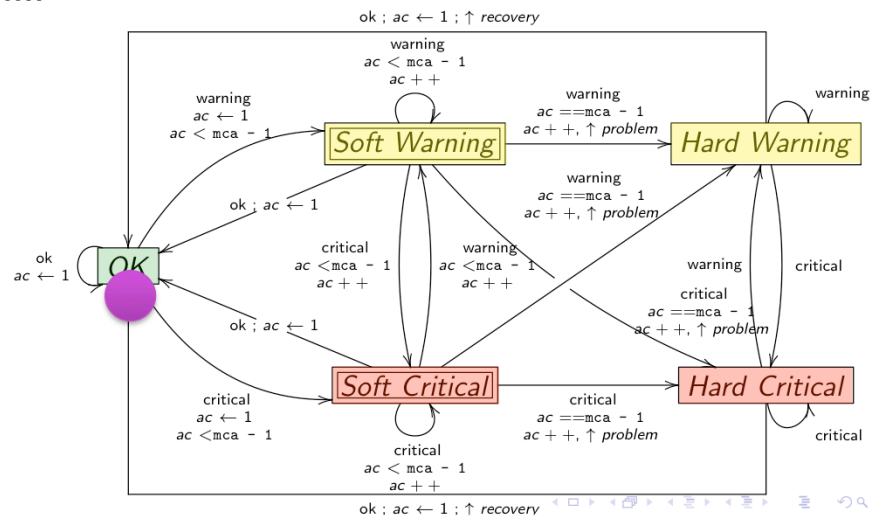 ok ; ac ← 1 ; ↑ recovery
warning
ac < mca - 1
ac + +
warning
ac ← 1
ac < mca - 1
warning
ac ==mca - 1
ac + +, ↑ problem
warning
Soft Warning
Hard Warning
ok ; ac ← 1
warning
ac ==mca - 1
ac + +, ↑ problem
ok
ac ← 1
OK
critical
ac <mca - 1
ac + +
warning
ac <mca - 1
ac + +
warning
critical
critical
ac ==mca - 1
ac + +, ↑ problem
ok ; ac ← 1
Soft Critical
Hard Critical
critical
ac ← 1
ac <mca - 1
critical
ac ==mca - 1
ac + +, ↑ problem
critical
critical
ac < mca - 1
ac + +
ok ; ac ← 1 ; ↑ recovery